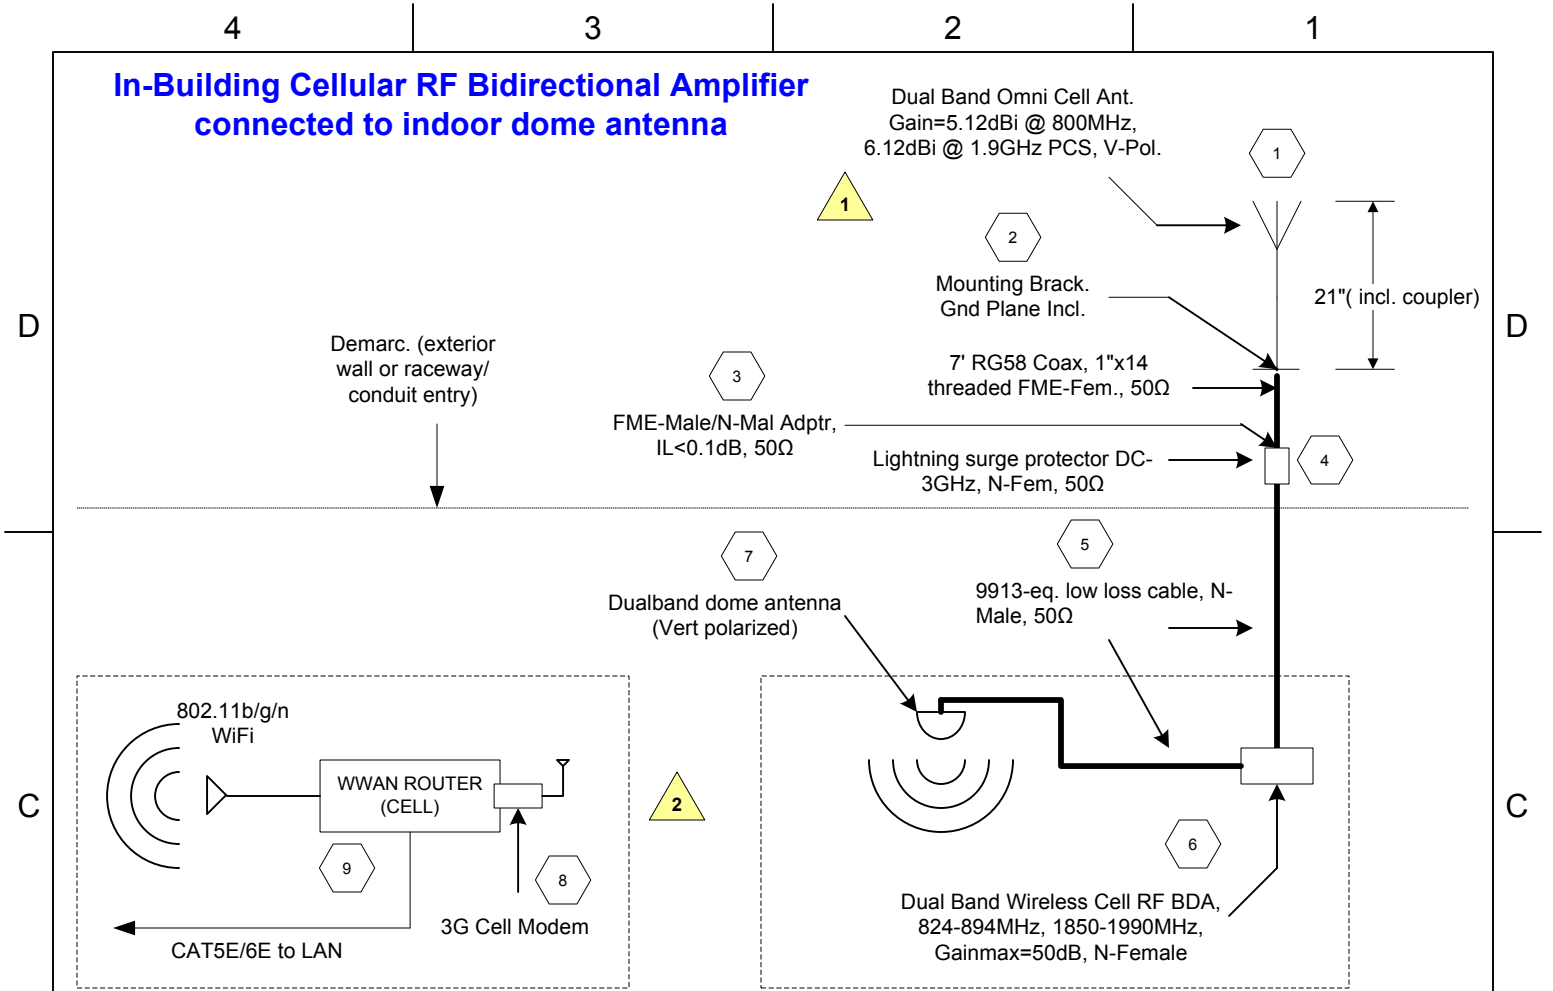 4
3
2
1
In-Building Cellular RF Bidirectional Amplifier
connected to indoor dome antenna
Dual Band Omni Cell Ant.
Gain=5.12dBi @ 800MHz,
6.12dBi @ 1.9GHz PCS, V-Pol.
1
1
2
Mounting Brack.
Gnd Plane Incl.
21"( incl. coupler)
D
D
Demarc. (exterior
wall or raceway/
conduit entry)
3
7' RG58 Coax, 1"x14
threaded FME-Fem., 50Ω
FME-Male/N-Mal Adptr,
IL<0.1dB, 50Ω
Lightning surge protector DC-
3GHz, N-Fem, 50Ω
4
7
5
Dualband dome antenna
(Vert polarized)
9913-eq. low loss cable, N-
Male, 50Ω
802.11b/g/n
WiFi
WWAN ROUTER
(CELL)
2
C
C
9
8
6
3G Cell Modem
CAT5E/6E to LAN
Dual Band Wireless Cell RF BDA,
824-894MHz, 1850-1990MHz,
Gainmax=50dB, N-Female